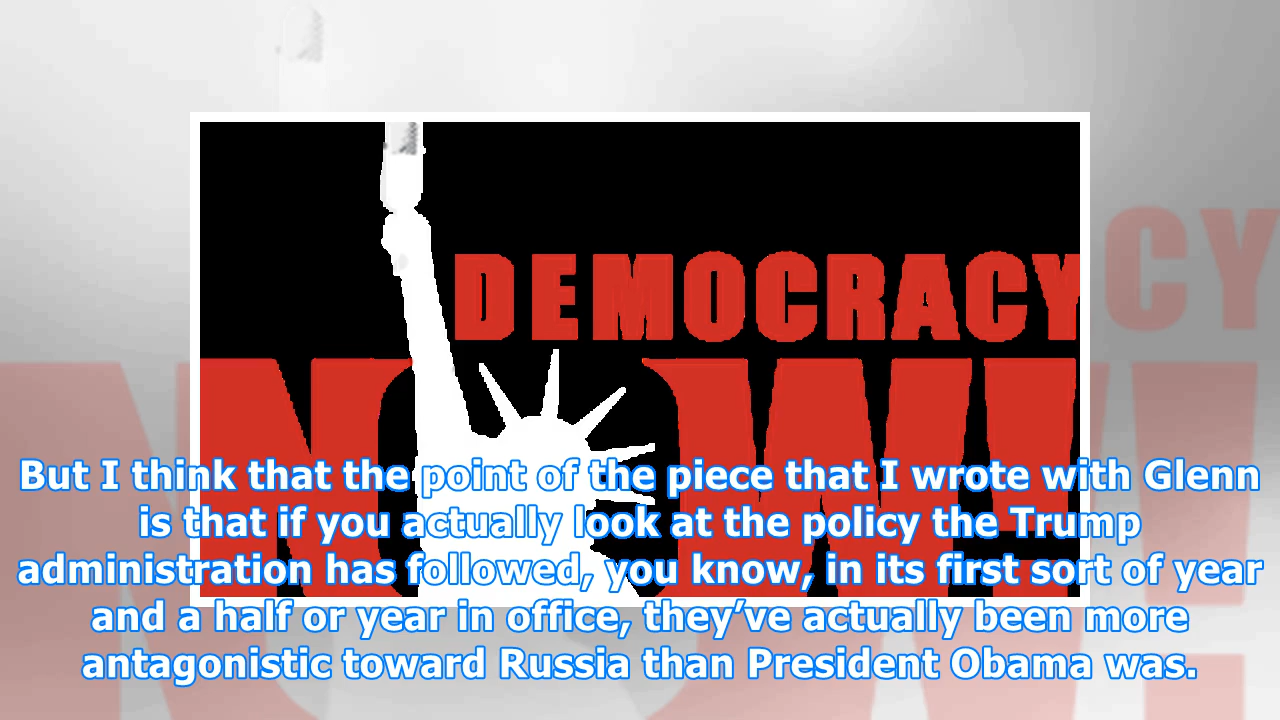 DEMOCRACY
NOW!
CY
But I think that the point of the piece that I wrote with Glenn
is that if you actually look at the policy the Trump
administration has followed, you know, in its first sort of year
and a half or year in office, they’ve actually been more
antagonistic toward Russia than President Obama was.